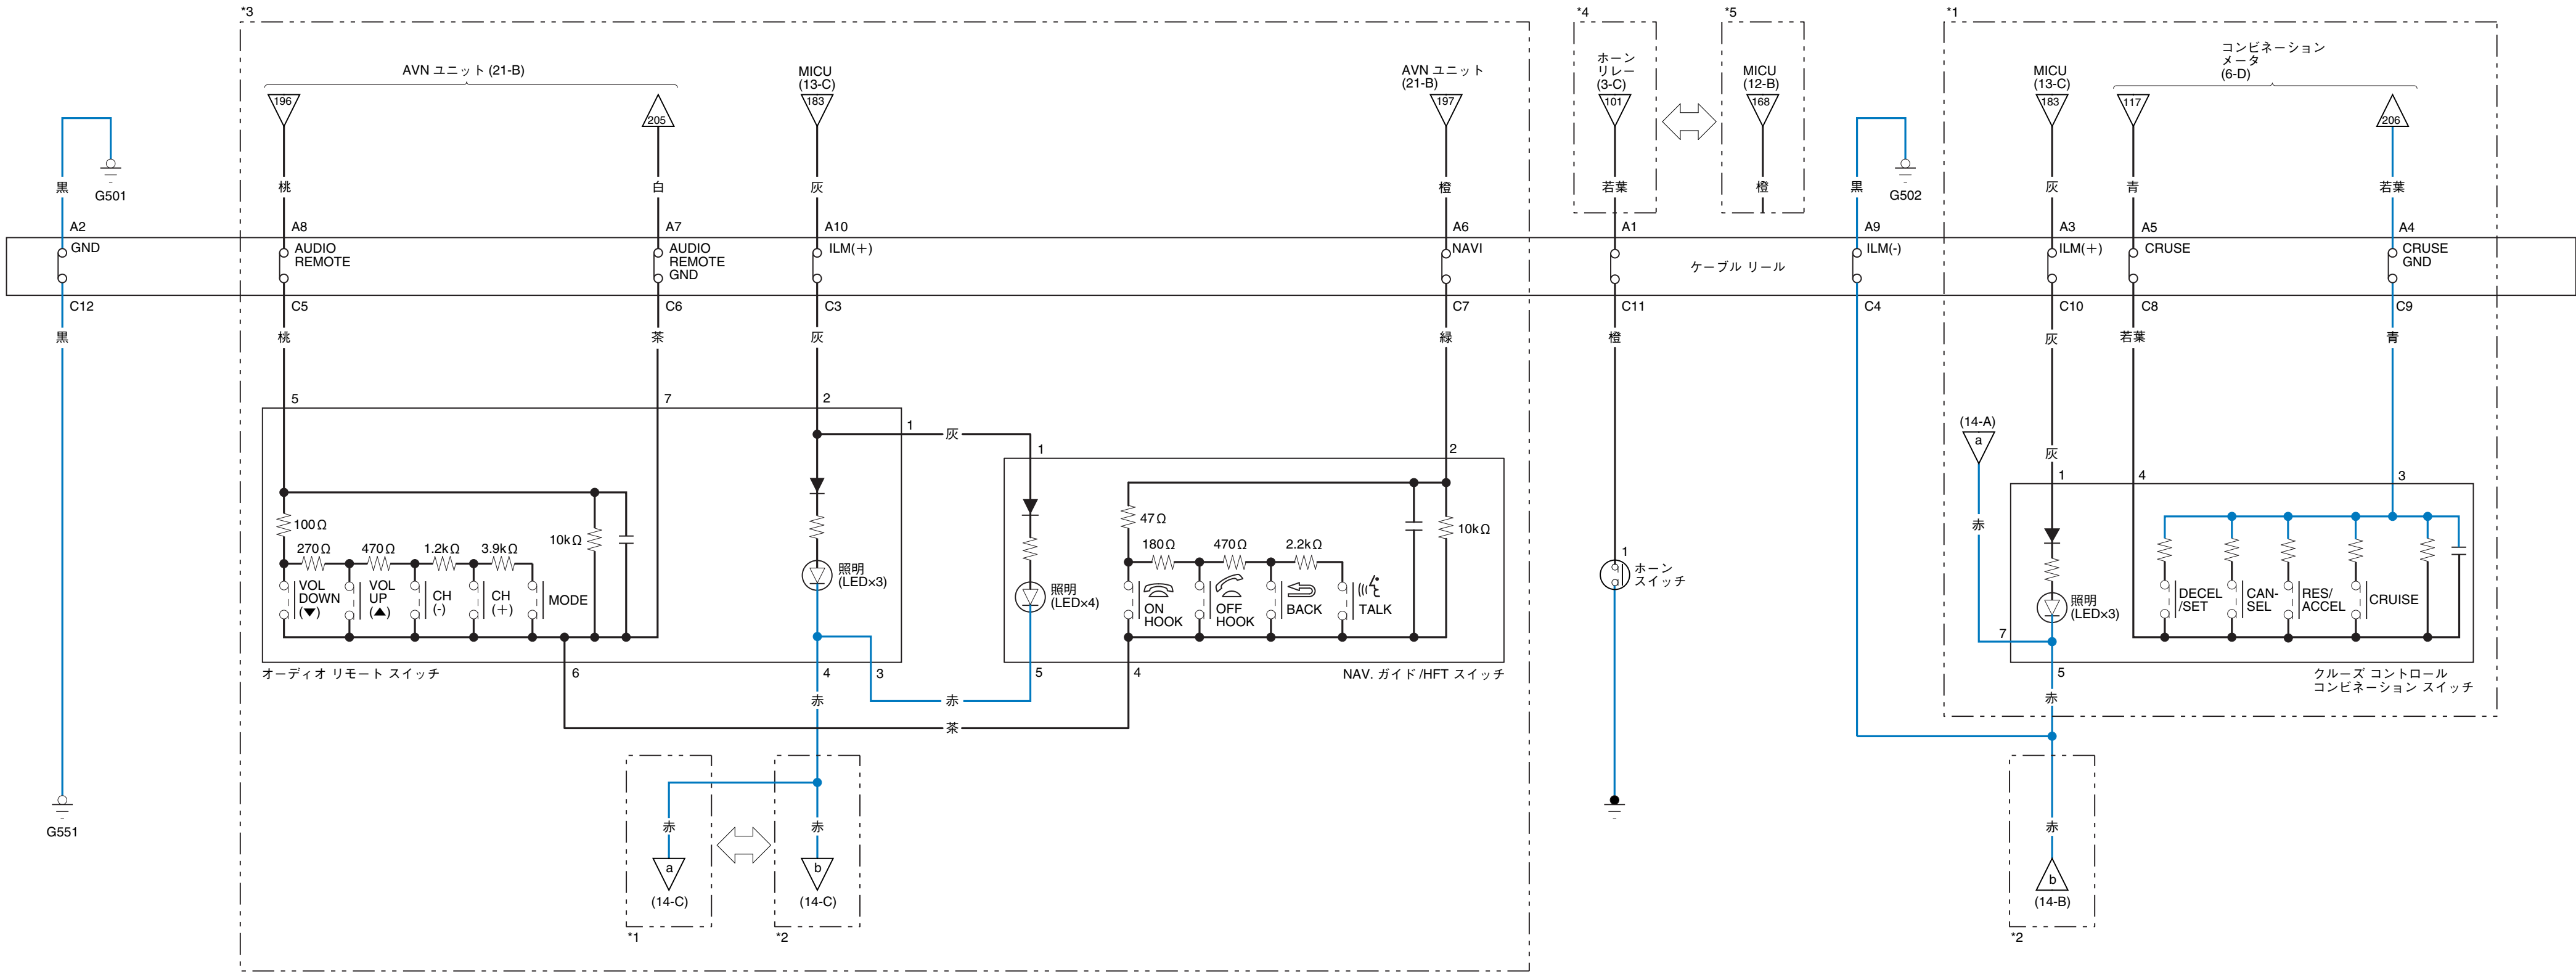 *3
*4
*5
*1
AVN ユニット (21-B)
MICU
(13-C)
AVN ユニット
(21-B)
ホーン
リレー
(3-C)
MICU
(12-B)
MICU
(13-C)
コンビネーション
メータ
(6-D)
196
205
183
197
101
168
183
117
206
G501
G502
黒
桃
白
灰
橙
若葉
橙
黒
灰
青
若葉
A2
A8
A7
A10
A6
A1
A9
A3
A5
A4
GND
AUDIO
REMOTE
AUDIO
REMOTE
GND
ILM(+)
NAVI
ケーブル リール
ILM(-)
ILM(+)
CRUSE
CRUSE
GND
C12
C5
C6
C3
C7
C11
C4
C10
C8
C9
黒
桃
茶
灰
緑
橙
灰
若葉
青
5
7
2
1
灰
1
2
(14-A)
a
灰
赤
1
4
3
100Ω
270Ω
470Ω
1.2kΩ
3.9kΩ
10kΩ
VOL
DOWN
(▼)
VOL
UP
(▲)
CH
(-)
CH
(+)
MODE
照明
(LED×3)
照明
(LED×4)
47Ω
180Ω
470Ω
2.2kΩ
10kΩ
ON
HOOK
OFF
HOOK
BACK
TALK
1
ホーン
スイッチ
照明
(LED×3)
DECEL
/SET
CAN-
SEL
RES/
ACCEL
CRUISE
7
オーディオ リモート スイッチ
6
4
3
5
4
NAV. ガイド/HFT スイッチ
5
クルーズ コントロール
コンビネーション スイッチ
赤
赤
茶
赤
赤
赤
赤
a
b
b
(14-C)
(14-C)
(14-B)
G551
*1
*2
*2